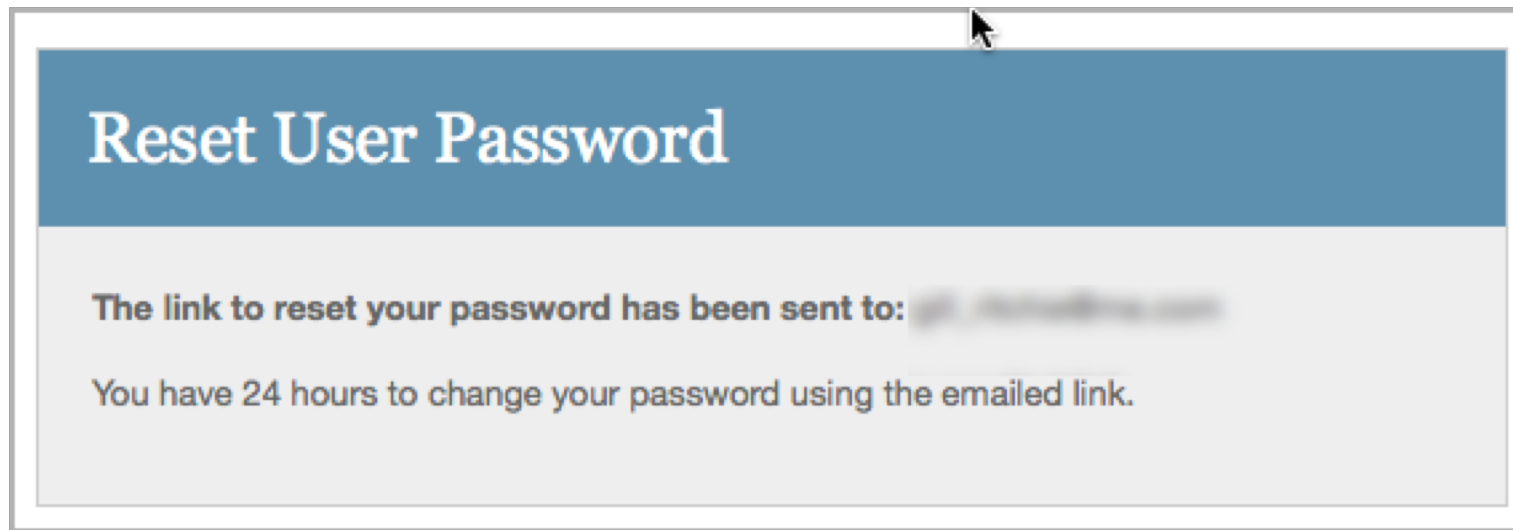 Reset User Password
The link to reset your password has been sent to:
You have 24 hours to change your password using the emailed link.